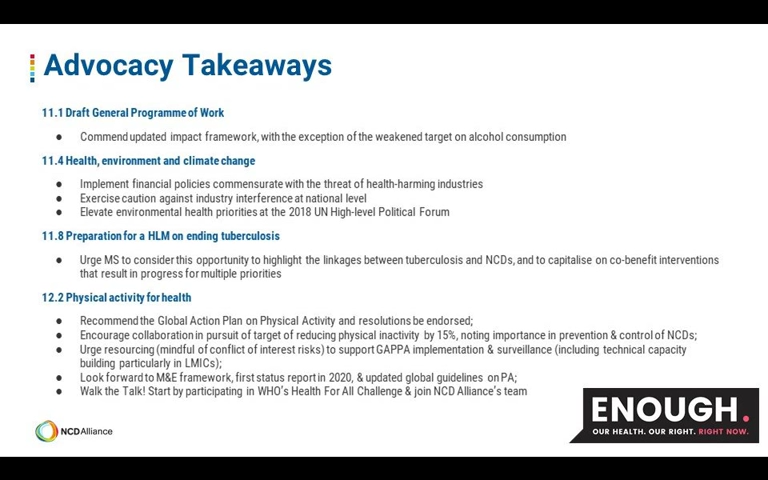 Advocacy Takeaways
11.1 Draft General Programme of Work
● Commend updated impact framework, with the exception of the weakened target on alcohol consumption
11.4 Health, environment and climate change
● Implement financial policies commensurate with the threat of health-harming industries
● Exercise caution against industry interference at national level
● Elevate environmental health priorities at the 2018 UN High-level Political Forum
11.8 Preparation for a HLM on ending tuberculosis
● Urge MS to consider this opportunity to highlight the linkages between tuberculosis and NCDs, and to capitalise on co-benefit interventions
that result in progress for multiple priorities
12.2 Physical activity for health
● Recommend the Global Action Plan on Physical Activity and resolutions be endorsed;
● Encourage collaboration in pursuit of target of reducing physical inactivity by 15%, noting importance in prevention & control of NCDs;
● Urge resourcing (mindful of conflict of interest risks) to support GAPPA implementation & surveillance (including technical capacity
building particularly in LMICs);
● Look forward to M&E framework, first status report in 2020, & updated global guidelines on PA;
● Walk the Talk! Start by participating in WHO's Health For All Challenge & join NCD Alliance's team
NCDAlliance
ENOUGH.
OUR HEALTH. OUR RIGHT. RIGHT NOW.